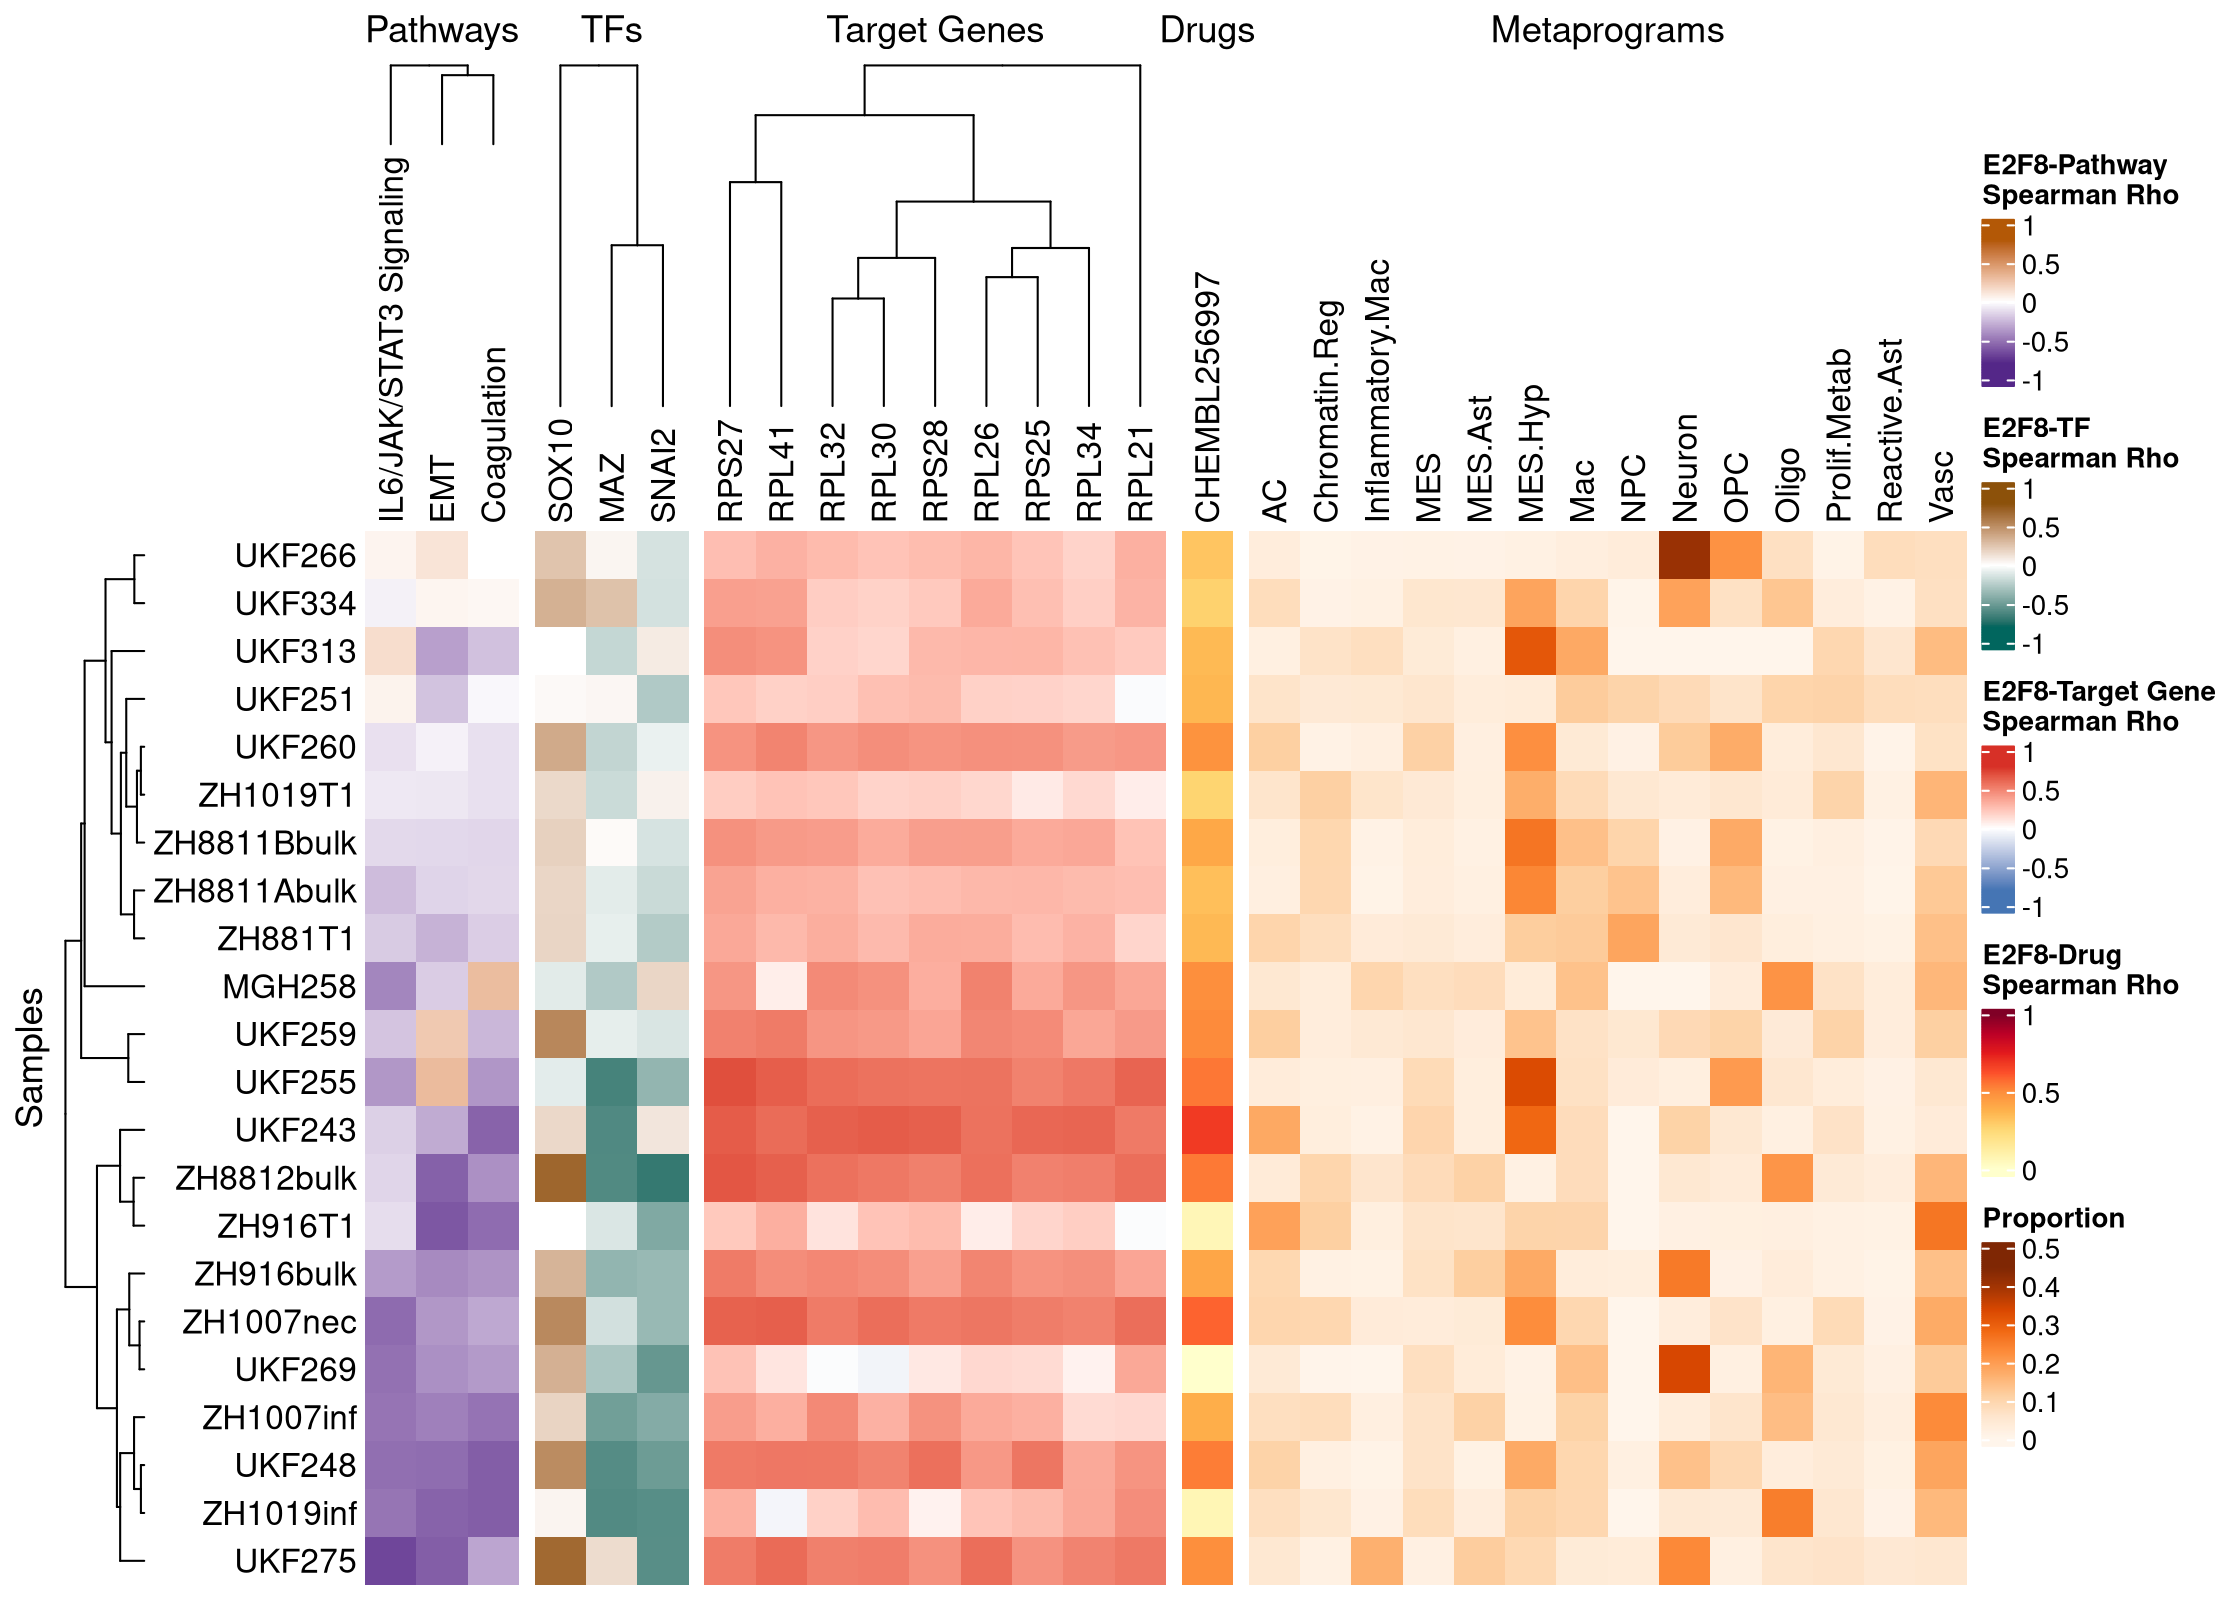 Pathways
TFs
Target Genes
Drugs
Metaprograms
IL6/JAK/STAT3 Signaling
EMT
Coagulation
SOX10
MAZ
SNAI2
RPS27
RPL41
RPL32
RPL30
RPS28
RPL26
RPS25
RPL34
RPL21
CHEMBL256997
AC
Chromatin.Reg
Inflammatory.Mac
MES
MES.Ast
MES.Hyp
Mac
NPC
Neuron
OPC
Oligo
Prolif.Metab
Reactive.Ast
Vasc
Samples
UKF266
UKF334
UKF313
UKF251
UKF260
ZH1019T1
ZH8811Bbulk
ZH8811Abulk
ZH881T1
MGH258
UKF259
UKF255
UKF243
ZH8812bulk
ZH916T1
ZH916bulk
ZH1007nec
UKF269
ZH1007inf
UKF248
ZH1019inf
UKF275
E2F8-Pathway
Spearman Rho
1
0.5
0
-0.5
-1
E2F8-TF
Spearman Rho
1
0.5
0
-0.5
-1
E2F8-Target Gene
Spearman Rho
1
0.5
0
-0.5
-1
E2F8-Drug
Spearman Rho
1
0.5
0
Proportion
0.5
0.4
0.3
0.2
0.1
0